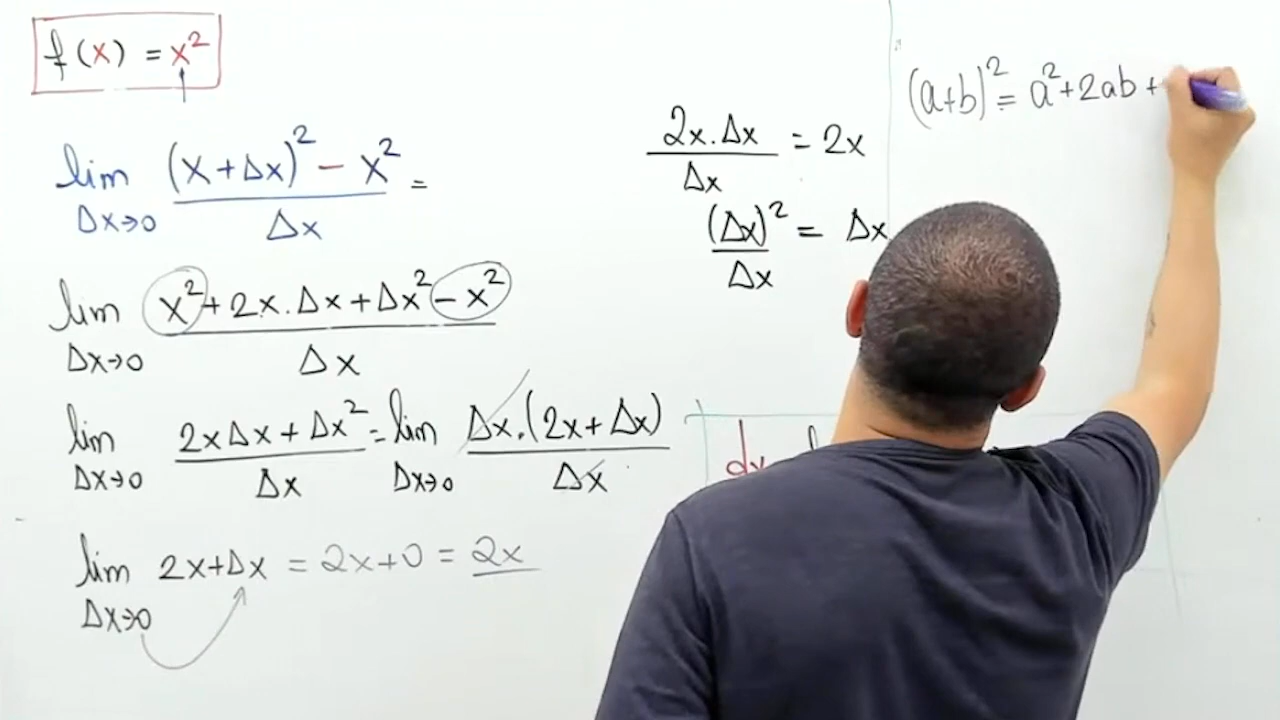 f(x) = x²
lim Δx→0 (x+Δx)² − x² / Δx =
lim Δx→0 x² + 2x.Δx + Δx² − x² / Δx
lim Δx→0 2xΔx + Δx² / Δx = lim Δx→0 Δx.(2x+Δx) / Δx
lim Δx→0 2x+Δx = 2x+0 = 2x
2x.Δx / Δx = 2x
(Δx)² / Δx = Δx
(a+b)² = a²+2ab+